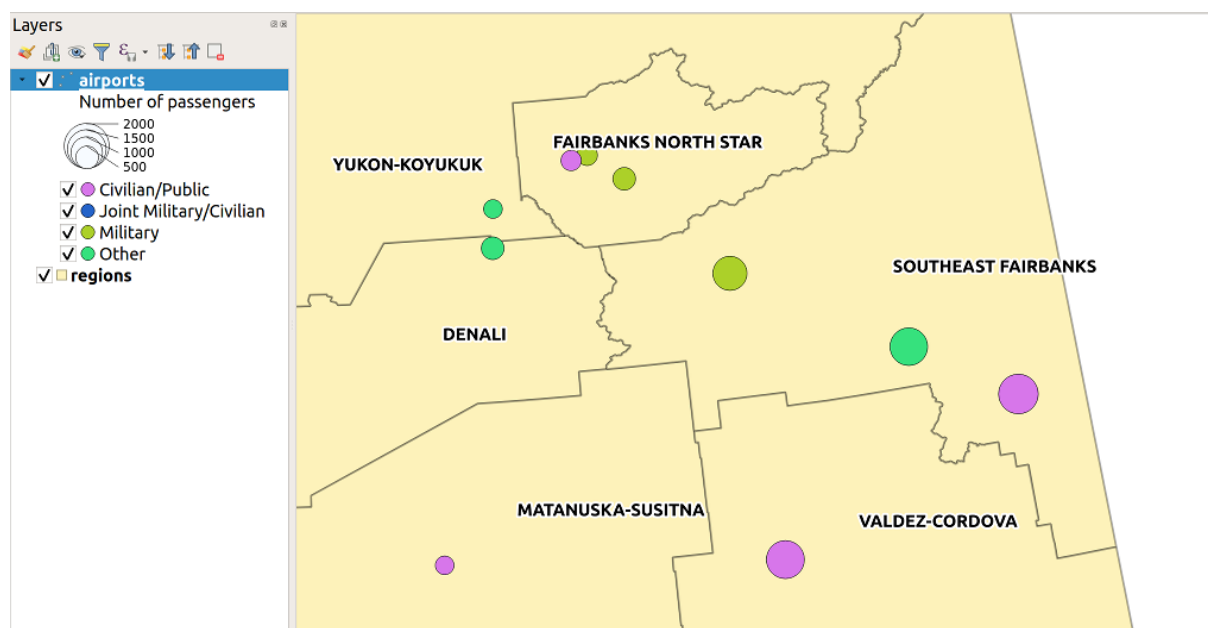 Layers
airports
Number of passengers
2000
1500
1000
500
Civilian/Public
Joint Military/Civilian
Military
Other
regions
FAIRBANKS NORTH STAR
YUKON-KOYUKUK
SOUTHEAST FAIRBANKS
DENALI
MATANUSKA-SUSITNA
VALDEZ-CORDOVA